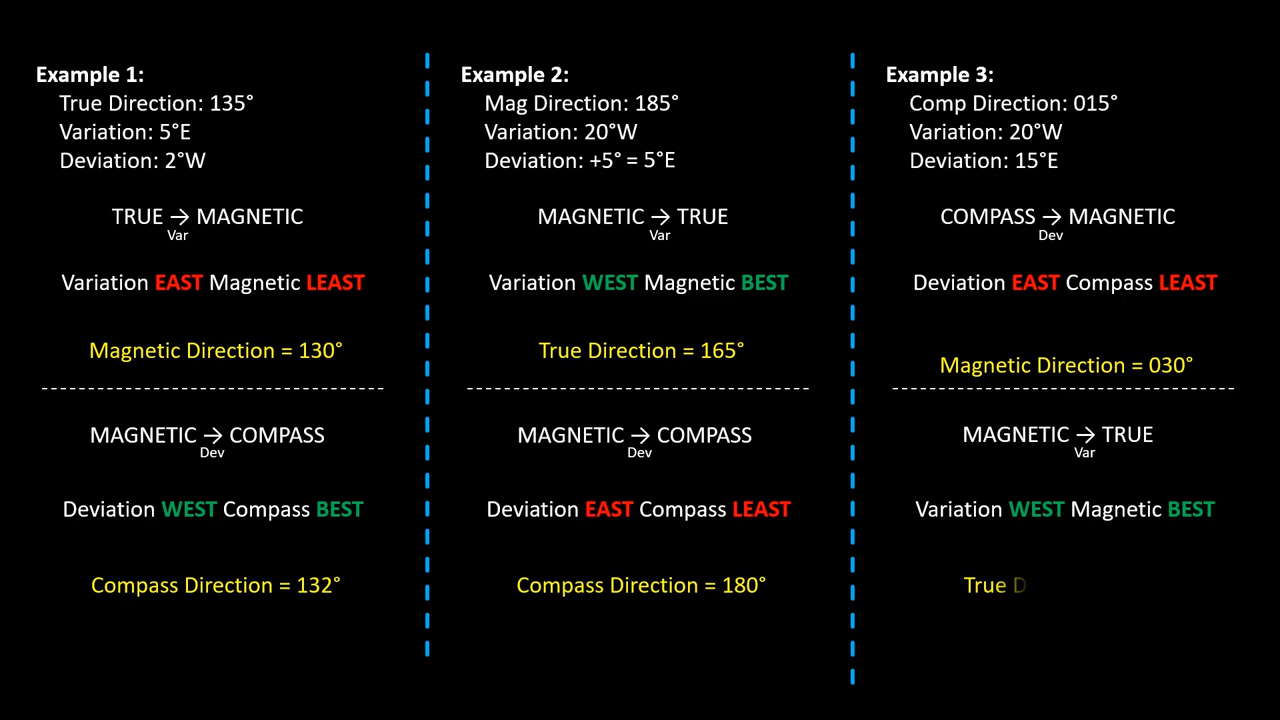 Example 1:
True Direction: 135°
Variation: 5°E
Deviation: 2°W
TRUE → MAGNETIC
Var
Variation EAST Magnetic LEAST
Magnetic Direction = 130°
MAGNETIC → COMPASS
Dev
Deviation WEST Compass BEST
Compass Direction = 132°
Example 2:
Mag Direction: 185°
Variation: 20°W
Deviation: +5° = 5°E
MAGNETIC → TRUE
Var
Variation WEST Magnetic BEST
True Direction = 165°
MAGNETIC → COMPASS
Dev
Deviation EAST Compass LEAST
Compass Direction = 180°
Example 3:
Comp Direction: 015°
Variation: 20°W
Deviation: 15°E
COMPASS → MAGNETIC
Dev
Deviation EAST Compass LEAST
Magnetic Direction = 030°
MAGNETIC → TRUE
Var
Variation WEST Magnetic BEST
True D